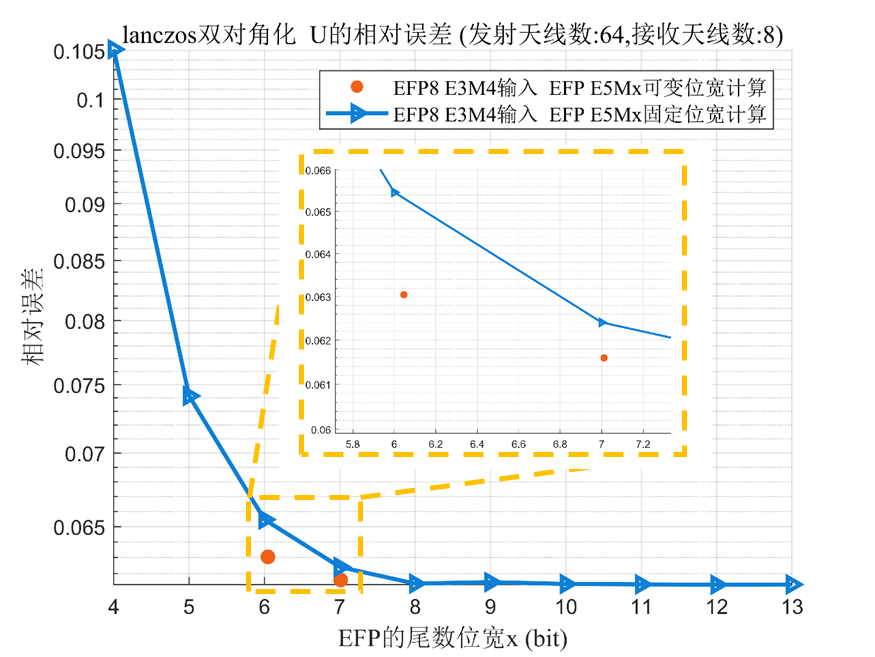 lanczos双对角化 U的相对误差 (发射天线数:64,接收天线数:8)
EFP8 E3M4输入 EFP E5Mx可变位宽计算
EFP8 E3M4输入 EFP E5Mx固定位宽计算
相对误差
0.105
0.1
0.095
0.09
0.085
0.08
0.075
0.07
0.065
0.066
0.065
0.064
0.063
0.062
0.061
0.06
5.8 6 6.2 6.4 6.6 6.8 7 7.2
4 5 6 7 8 9 10 11 12 13
EFP的尾数位宽x (bit)